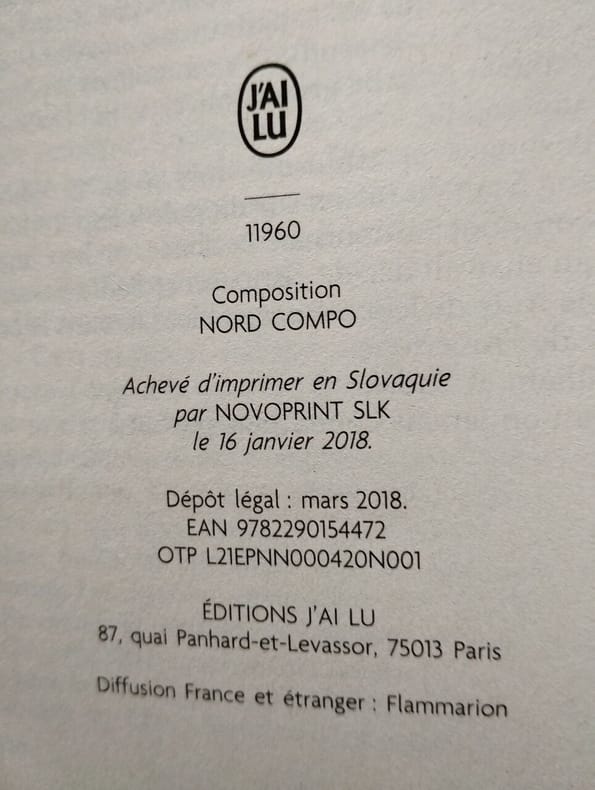 J'AI
LU
11960
Composition
NORD COMPO
Achevé d'imprimer en Slovaquie
par NOVOPRINT SLK
le 16 janvier 2018.
Dépôt légal : mars 2018.
EAN 9782290154472
OTP L21EPNN000420N001
ÉDITIONS J'AI LU
87, quai Panhard-et-Levassor, 75013 Paris
Diffusion France et étranger : Flammarion